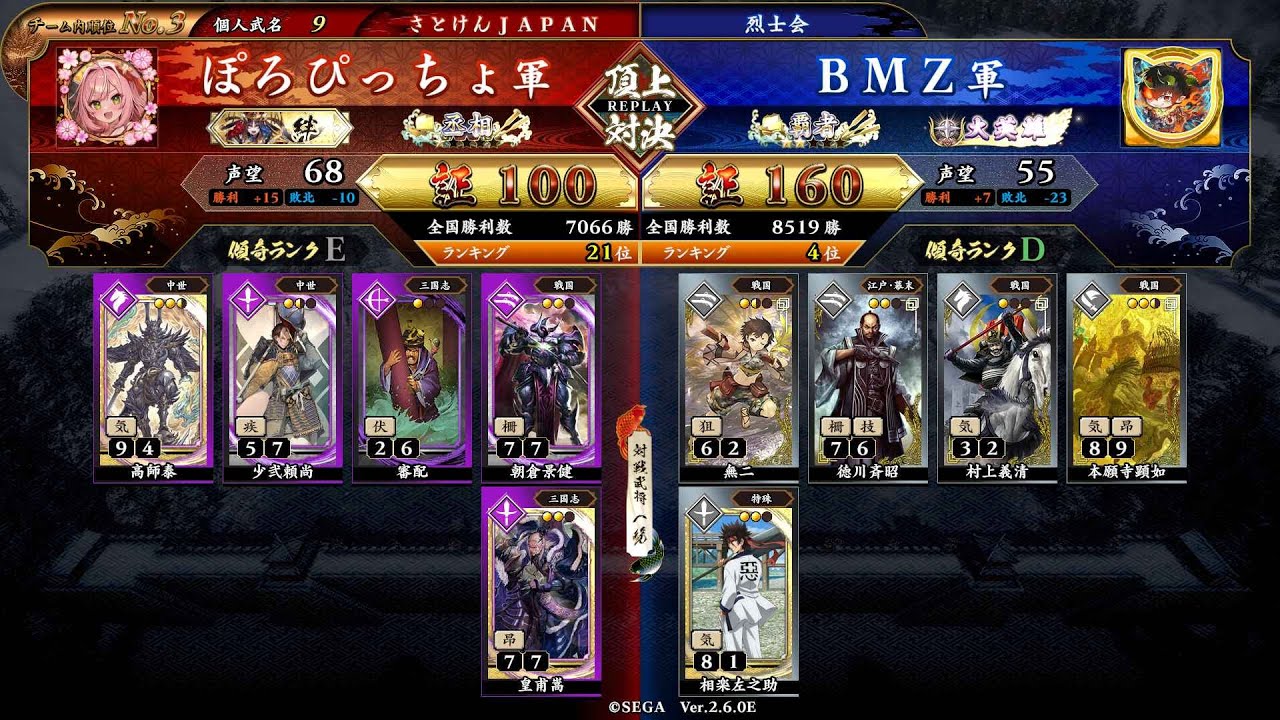 チーム内順位 No.3 個人武名 9 さとけんJAPAN 烈士会
ぽろぴっちょ軍 頂上 REPLAY 対決 BMZ軍
絆 丞相 覇者 大英雄
声望 68 証 100 証 160 声望 55
勝利 +15 敗北 -10 勝利 +7 敗北 -23
全国勝利数 7066勝 全国勝利数 8519勝
傾奇ランク E ランキング 21位 ランキング 4位 傾奇ランク D
中世 中世 三国志 戦国 戦国 江戸・幕末 戦国 戦国
気 疾 伏 柵 狙 柵 技 気 気 昂
9 4 5 7 2 6 7 7 6 2 7 6 3 2 8 9
高師泰 少弐頼尚 審配 朝倉景健 無二 徳川斉昭 村上義清 本願寺顕如
対戦武将一覧
三国志 特殊
惡
昂 気
7 7 8 1
皇甫嵩 相楽左之助
©SEGA Ver.2.6.0E